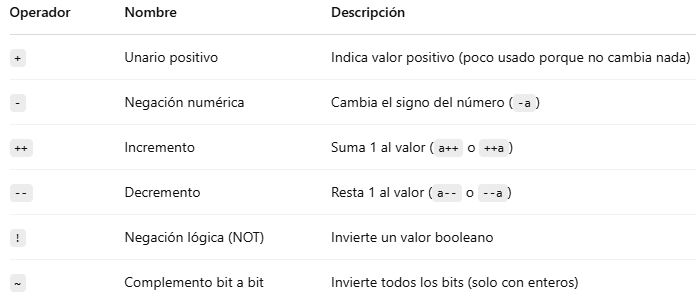 Operador Nombre Descripción
+ Unario positivo Indica valor positivo (poco usado porque no cambia nada)
- Negación numérica Cambia el signo del número (-a)
++ Incremento Suma 1 al valor (a++ o ++a)
-- Decremento Resta 1 al valor (a-- o --a)
! Negación lógica (NOT) Invierte un valor booleano
~ Complemento bit a bit Invierte todos los bits (solo con enteros)